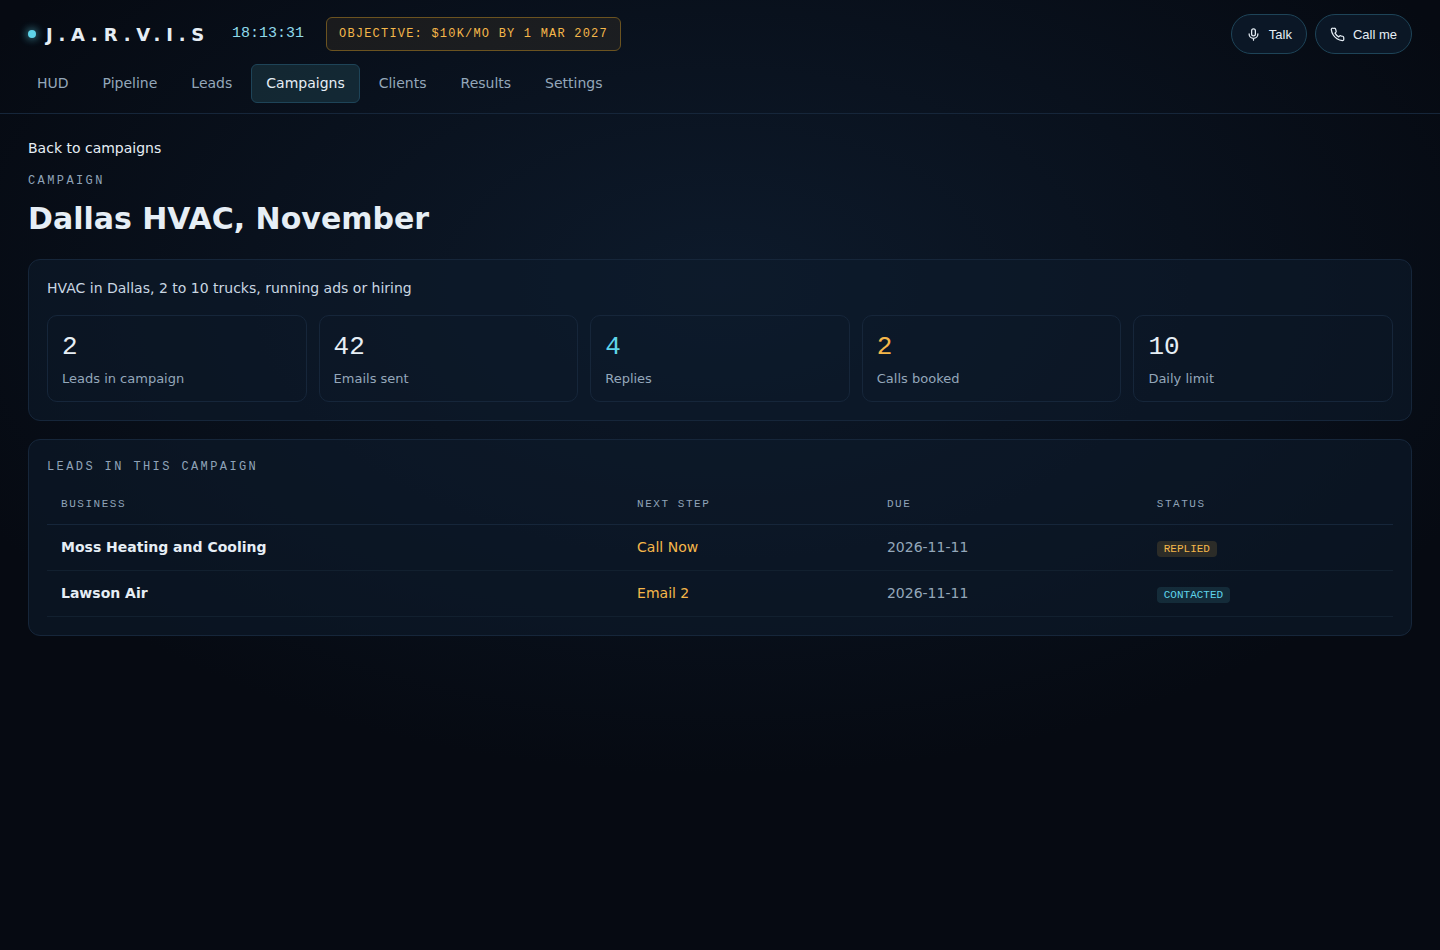 J.A.R.V.I.S 18:13:31 OBJECTIVE: $10K/MO BY 1 MAR 2027 Talk Call me
HUD Pipeline Leads Campaigns Clients Results Settings
Back to campaigns
CAMPAIGN
Dallas HVAC, November
HVAC in Dallas, 2 to 10 trucks, running ads or hiring
2 42 4 2 10
Leads in campaign Emails sent Replies Calls booked Daily limit
LEADS IN THIS CAMPAIGN
BUSINESS NEXT STEP DUE STATUS
Moss Heating and Cooling Call Now 2026-11-11 REPLIED
Lawson Air Email 2 2026-11-11 CONTACTED